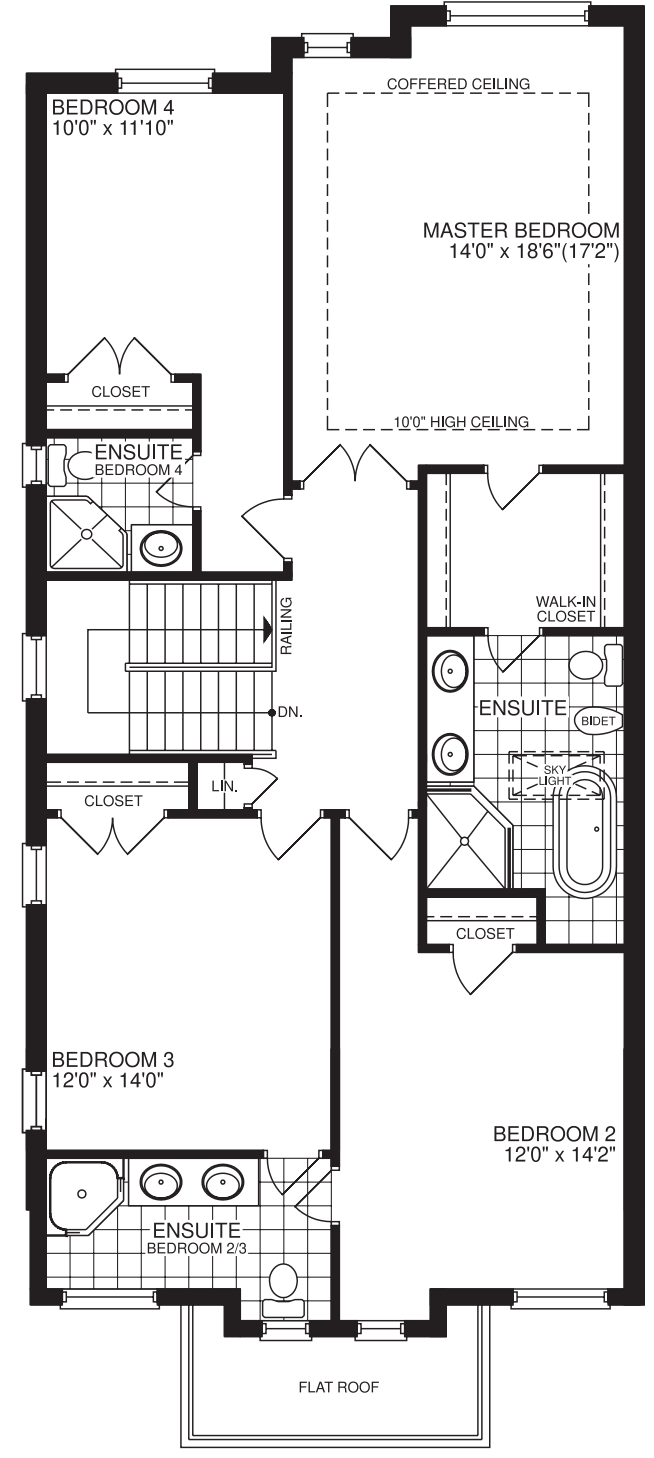 COFFERED CEILING
BEDROOM 4
10'0" x 11'10"
MASTER BEDROOM
14'0" x 18'6"(17'2")
CLOSET
10'0" HIGH CEILING
ENSUITE
BEDROOM 4
WALK-IN
CLOSET
RAILING
ENSUITE
DN.
BIDET
SKY
LIGHT
LIN.
CLOSET
CLOSET
BEDROOM 3
12'0" x 14'0"
BEDROOM 2
12'0" x 14'2"
ENSUITE
BEDROOM 2/3
FLAT ROOF